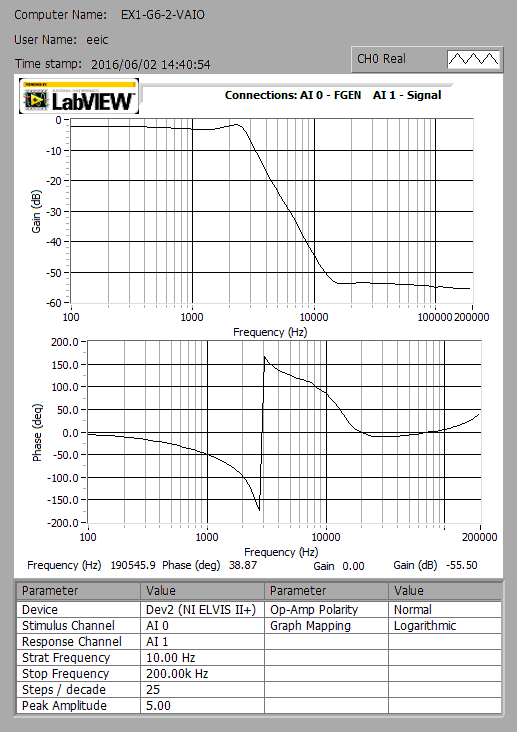 Computer Name: EX1-G6-2-VAIO
User Name: eeic
Time stamp: 2016/06/02 14:40:54
CH0 Real
POWERED BY
LabVIEW
Connections: AI 0 - FGEN AI 1 - Signal
0
-10
-20
-30
-40
-50
-60
Gain (dB)
100 1000 10000 100000 200000
Frequency (Hz)
200.0
150.0
100.0
50.0
0.0
-50.0
-100.0
-150.0
-200.0
Phase (deg)
100 1000 10000 200000
Frequency (Hz)
Frequency (Hz) 190545.9 Phase (deg) 38.87 Gain 0.00 Gain (dB) -55.50
Parameter Value Parameter Value
Device Dev2 (NI ELVIS II+) Op-Amp Polarity Normal
Stimulus Channel AI 0 Graph Mapping Logarithmic
Response Channel AI 1
Strat Frequency 10.00 Hz
Stop Frequency 200.00k Hz
Steps / decade 25
Peak Amplitude 5.00